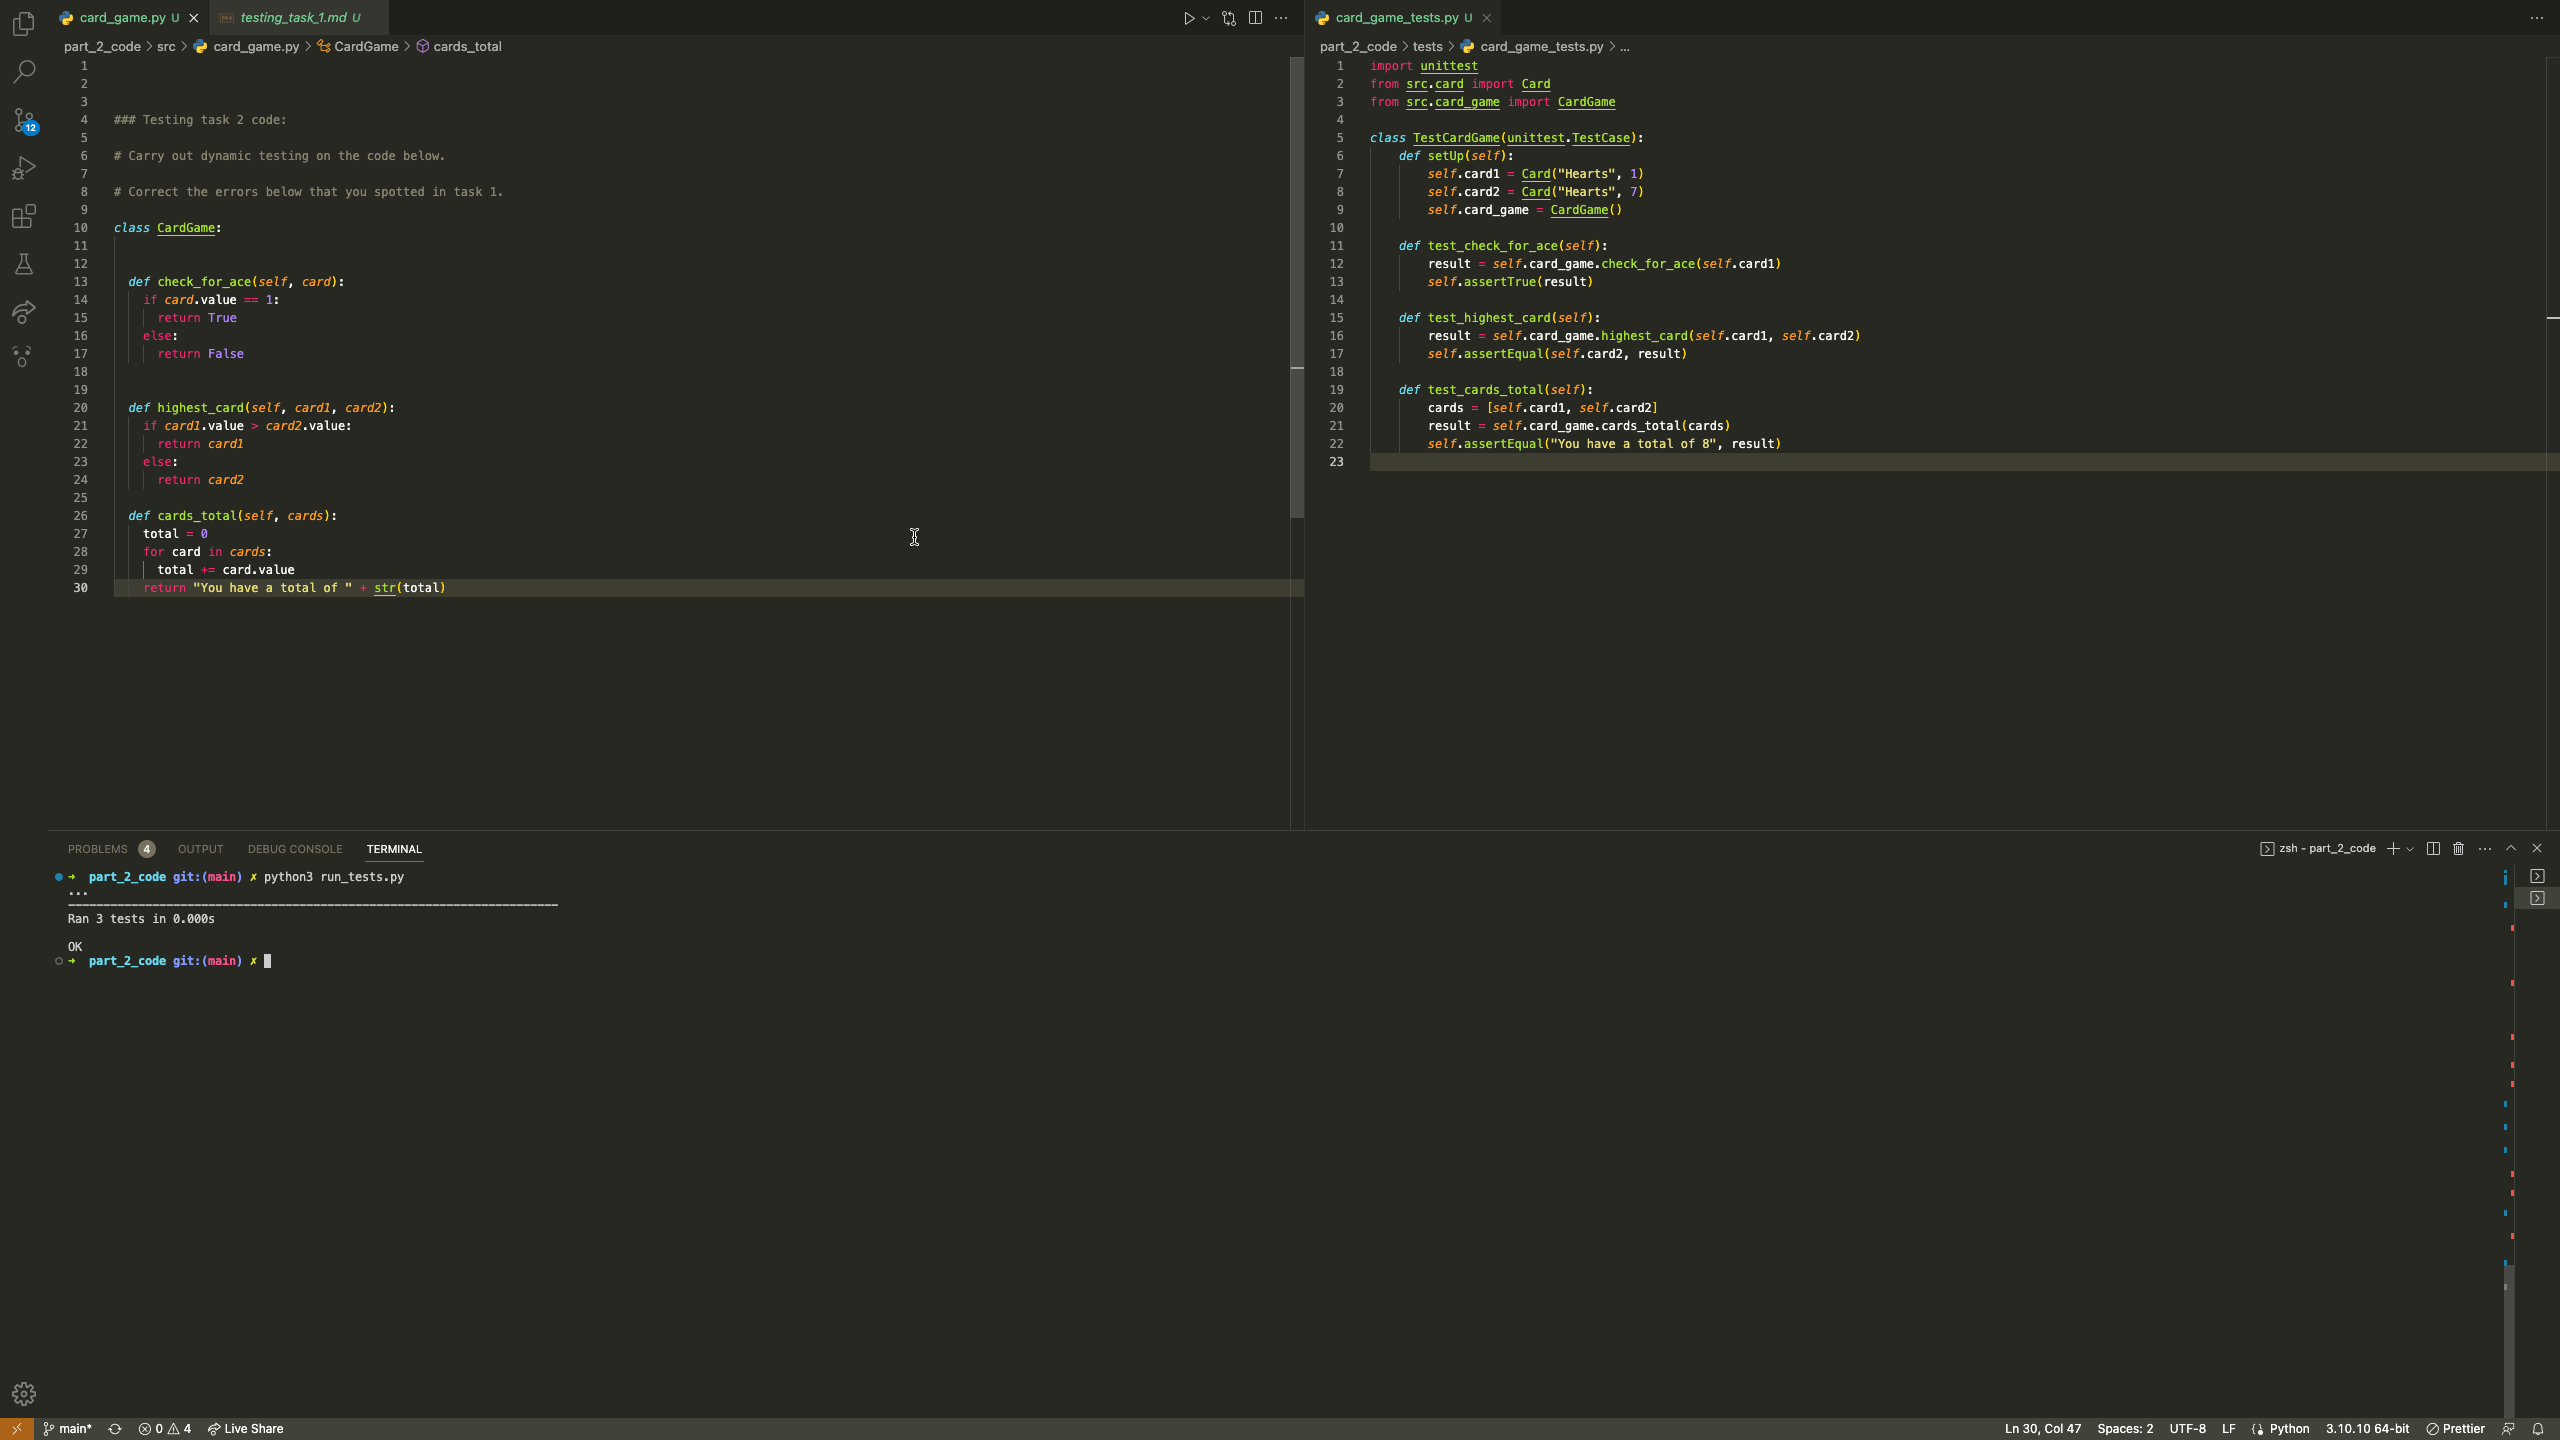 card_game.py U
testing_task_1.md U
part_2_code > src > card_game.py > CardGame > cards_total
1
2
3
4 ### Testing task 2 code:
5
6 # Carry out dynamic testing on the code below.
7
8 # Correct the errors below that you spotted in task 1.
9
10 class CardGame:
11
12
13 def check_for_ace(self, card):
14 if card.value == 1:
15 return True
16 else:
17 return False
18
19
20 def highest_card(self, card1, card2):
21 if card1.value > card2.value:
22 return card1
23 else:
24 return card2
25
26 def cards_total(self, cards):
27 total = 0
28 for card in cards:
29 total += card.value
30 return "You have a total of " + str(total)
card_game_tests.py U
part_2_code > tests > card_game_tests.py > ...
1 import unittest
2 from src.card import Card
3 from src.card_game import CardGame
4
5 class TestCardGame(unittest.TestCase):
6 def setUp(self):
7 self.card1 = Card("Hearts", 1)
8 self.card2 = Card("Hearts", 7)
9 self.card_game = CardGame()
10
11 def test_check_for_ace(self):
12 result = self.card_game.check_for_ace(self.card1)
13 self.assertTrue(result)
14
15 def test_highest_card(self):
16 result = self.card_game.highest_card(self.card1, self.card2)
17 self.assertEqual(self.card2, result)
18
19 def test_cards_total(self):
20 cards = [self.card1, self.card2]
21 result = self.card_game.cards_total(cards)
22 self.assertEqual("You have a total of 8", result)
23
12
PROBLEMS 4 OUTPUT DEBUG CONSOLE TERMINAL
zsh - part_2_code
➜ part_2_code git:(main) ✗ python3 run_tests.py
...
----------------------------------------------------------------------
Ran 3 tests in 0.000s
OK
➜ part_2_code git:(main) ✗
main* 0 4 Live Share
Ln 30, Col 47 Spaces: 2 UTF-8 LF Python 3.10.10 64-bit Prettier